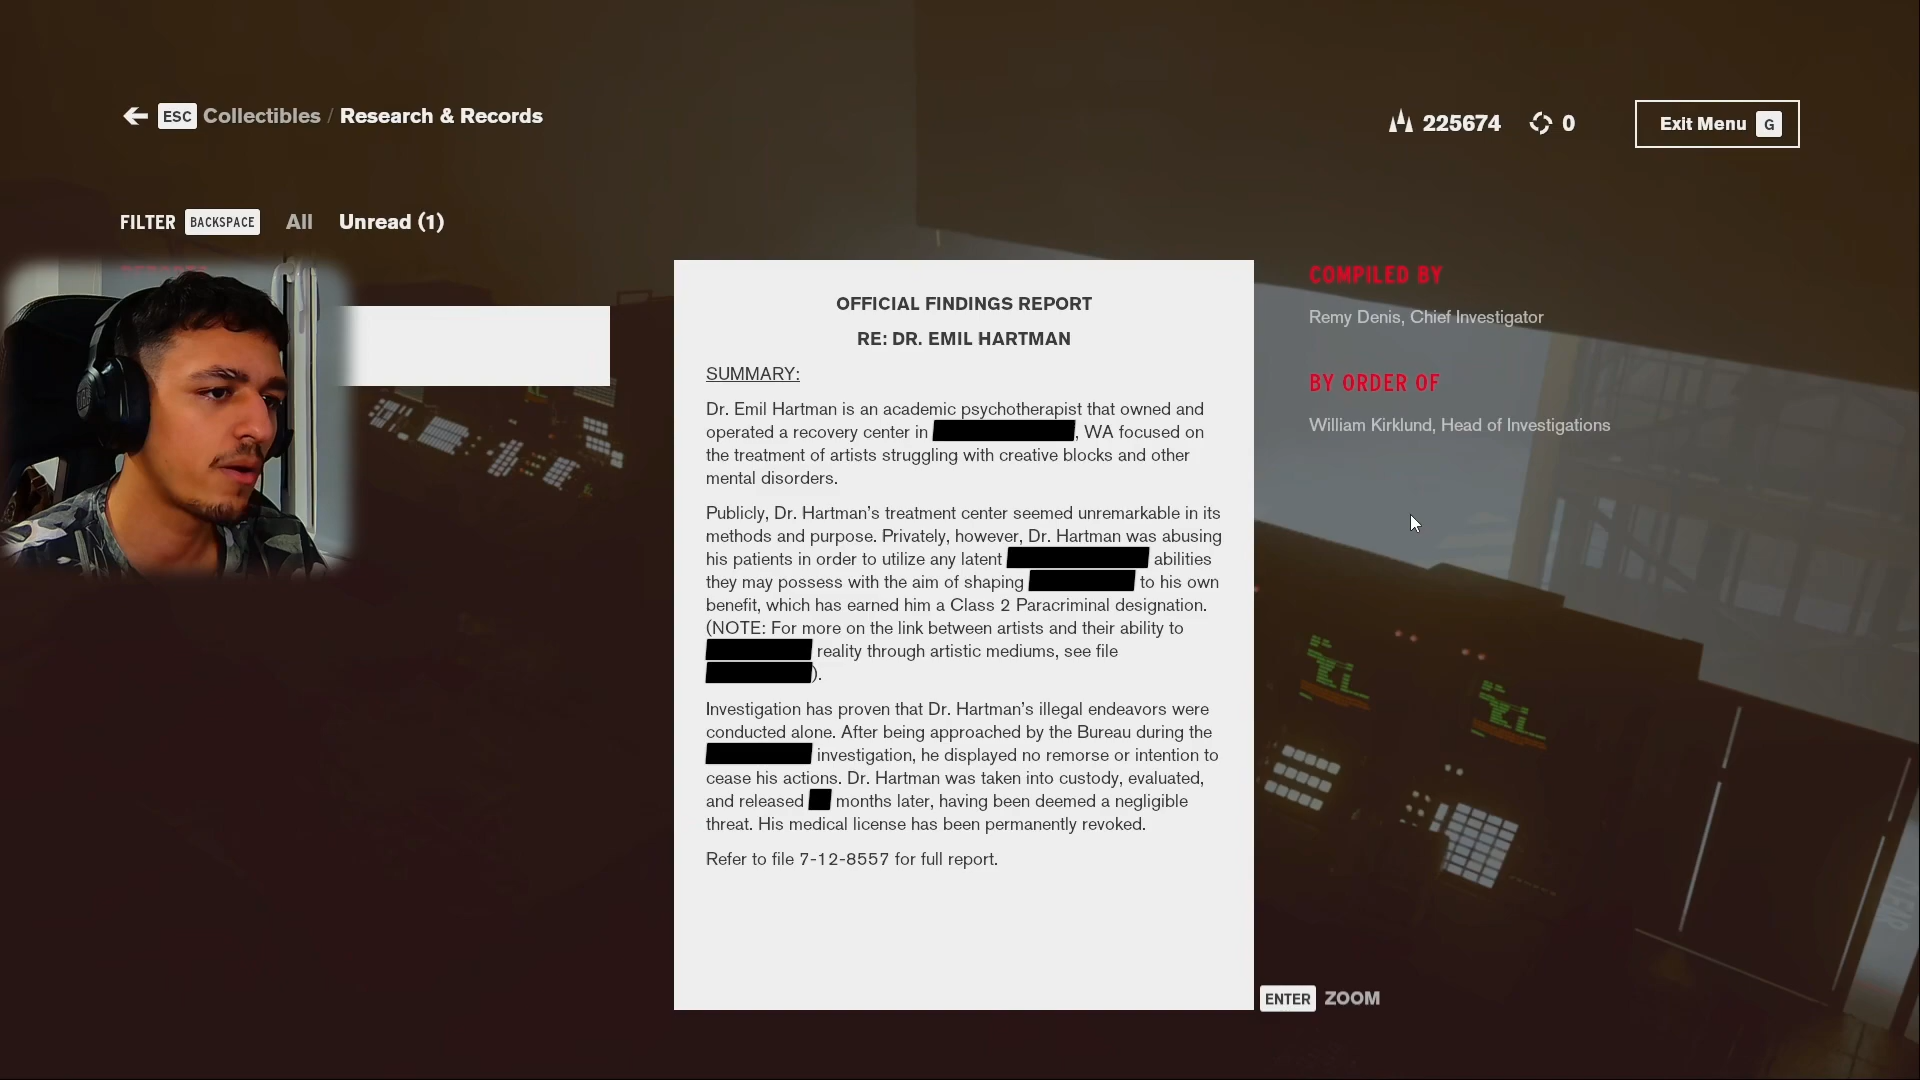 ESC Collectibles / Research & Records
225674
0
Exit Menu G
FILTER BACKSPACE All Unread (1)
OFFICIAL FINDINGS REPORT
RE: DR. EMIL HARTMAN
SUMMARY:
Dr. Emil Hartman is an academic psychotherapist that owned and
operated a recovery center in , WA focused on
the treatment of artists struggling with creative blocks and other
mental disorders.
Publicly, Dr. Hartman’s treatment center seemed unremarkable in its
methods and purpose. Privately, however, Dr. Hartman was abusing
his patients in order to utilize any latent abilities
they may possess with the aim of shaping to his own
benefit, which has earned him a Class 2 Paracriminal designation.
(NOTE: For more on the link between artists and their ability to
reality through artistic mediums, see file
).
Investigation has proven that Dr. Hartman’s illegal endeavors were
conducted alone. After being approached by the Bureau during the
investigation, he displayed no remorse or intention to
cease his actions. Dr. Hartman was taken into custody, evaluated,
and released months later, having been deemed a negligible
threat. His medical license has been permanently revoked.
Refer to file 7-12-8557 for full report.
COMPILED BY
Remy Denis, Chief Investigator
BY ORDER OF
William Kirklund, Head of Investigations
ENTER ZOOM